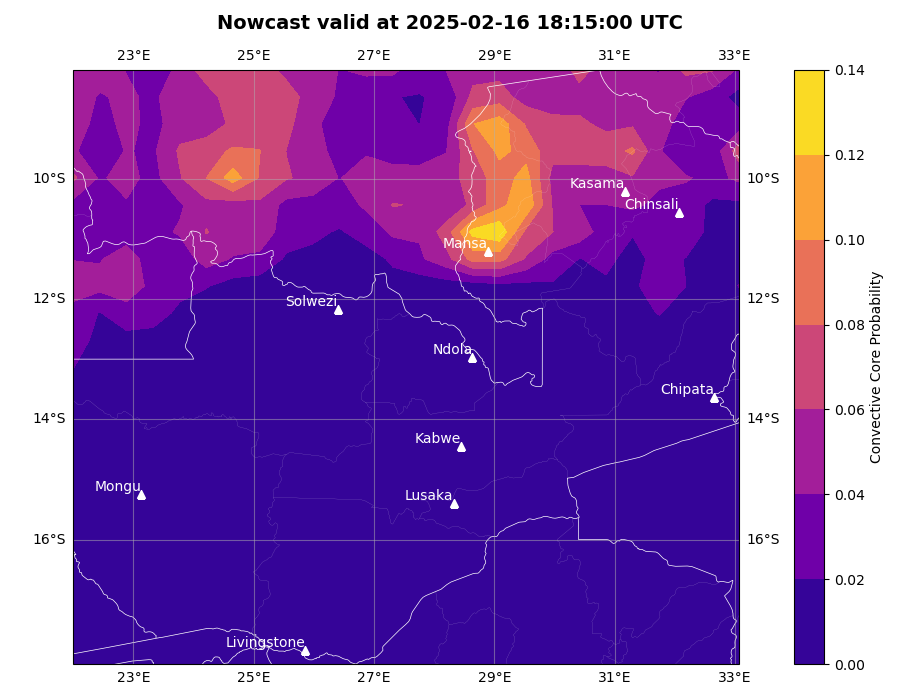 Nowcast valid at 2025-02-16 18:15:00 UTC
23°E 25°E 27°E 29°E 31°E 33°E
0.14
0.12
10°S Kasama 10°S
Chinsali
0.10
Mansa
12°S Solwezi 12°S
0.08
Ndola
Chipata
0.06
14°S 14°S
Kabwe
Mongu Lusaka
0.04
16°S 16°S
0.02
Livingstone
0.00
23°E 25°E 27°E 29°E 31°E 33°E
Convective Core Probability